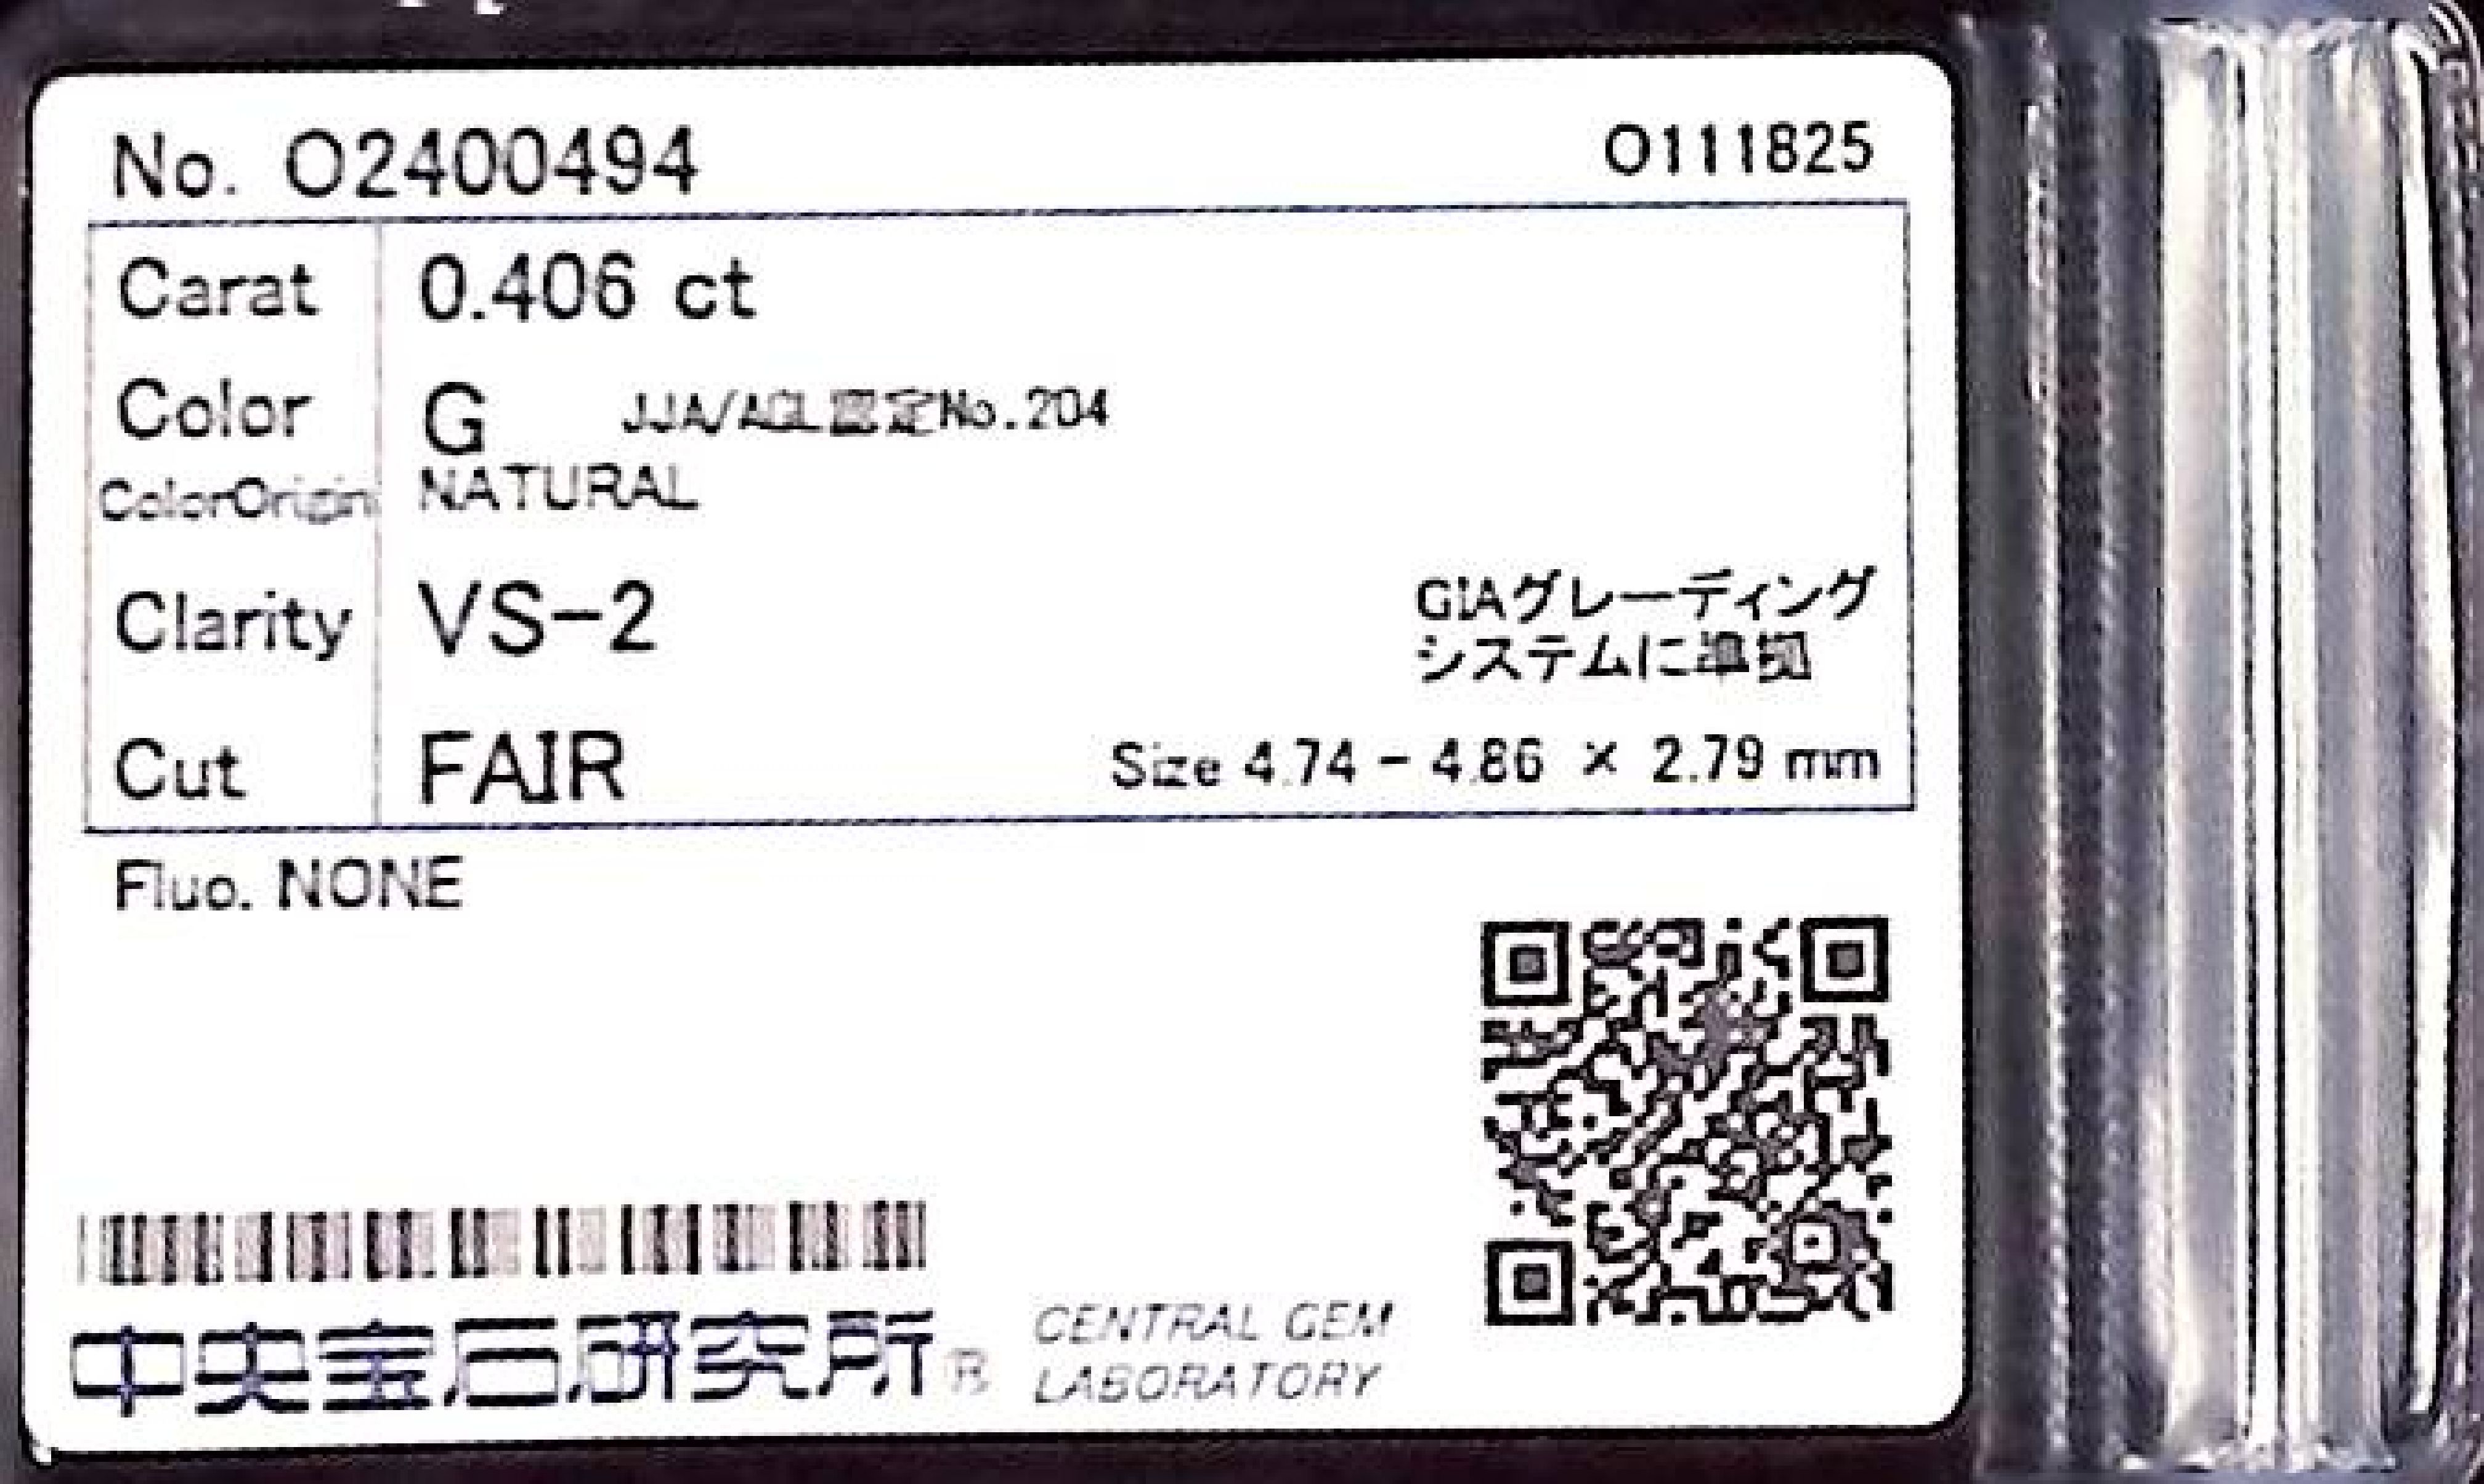 No. O2400494 O111825
Carat 0.406 ct
Color G JJA/AGL認定No.204
ColorOrigin NATURAL
Clarity VS-2
GIAグレーディング
システムに準拠
Cut FAIR Size 4.74 - 4.86 × 2.79 mm
Fluo. NONE
中央宝石研究所® CENTRAL GEM
LABORATORY